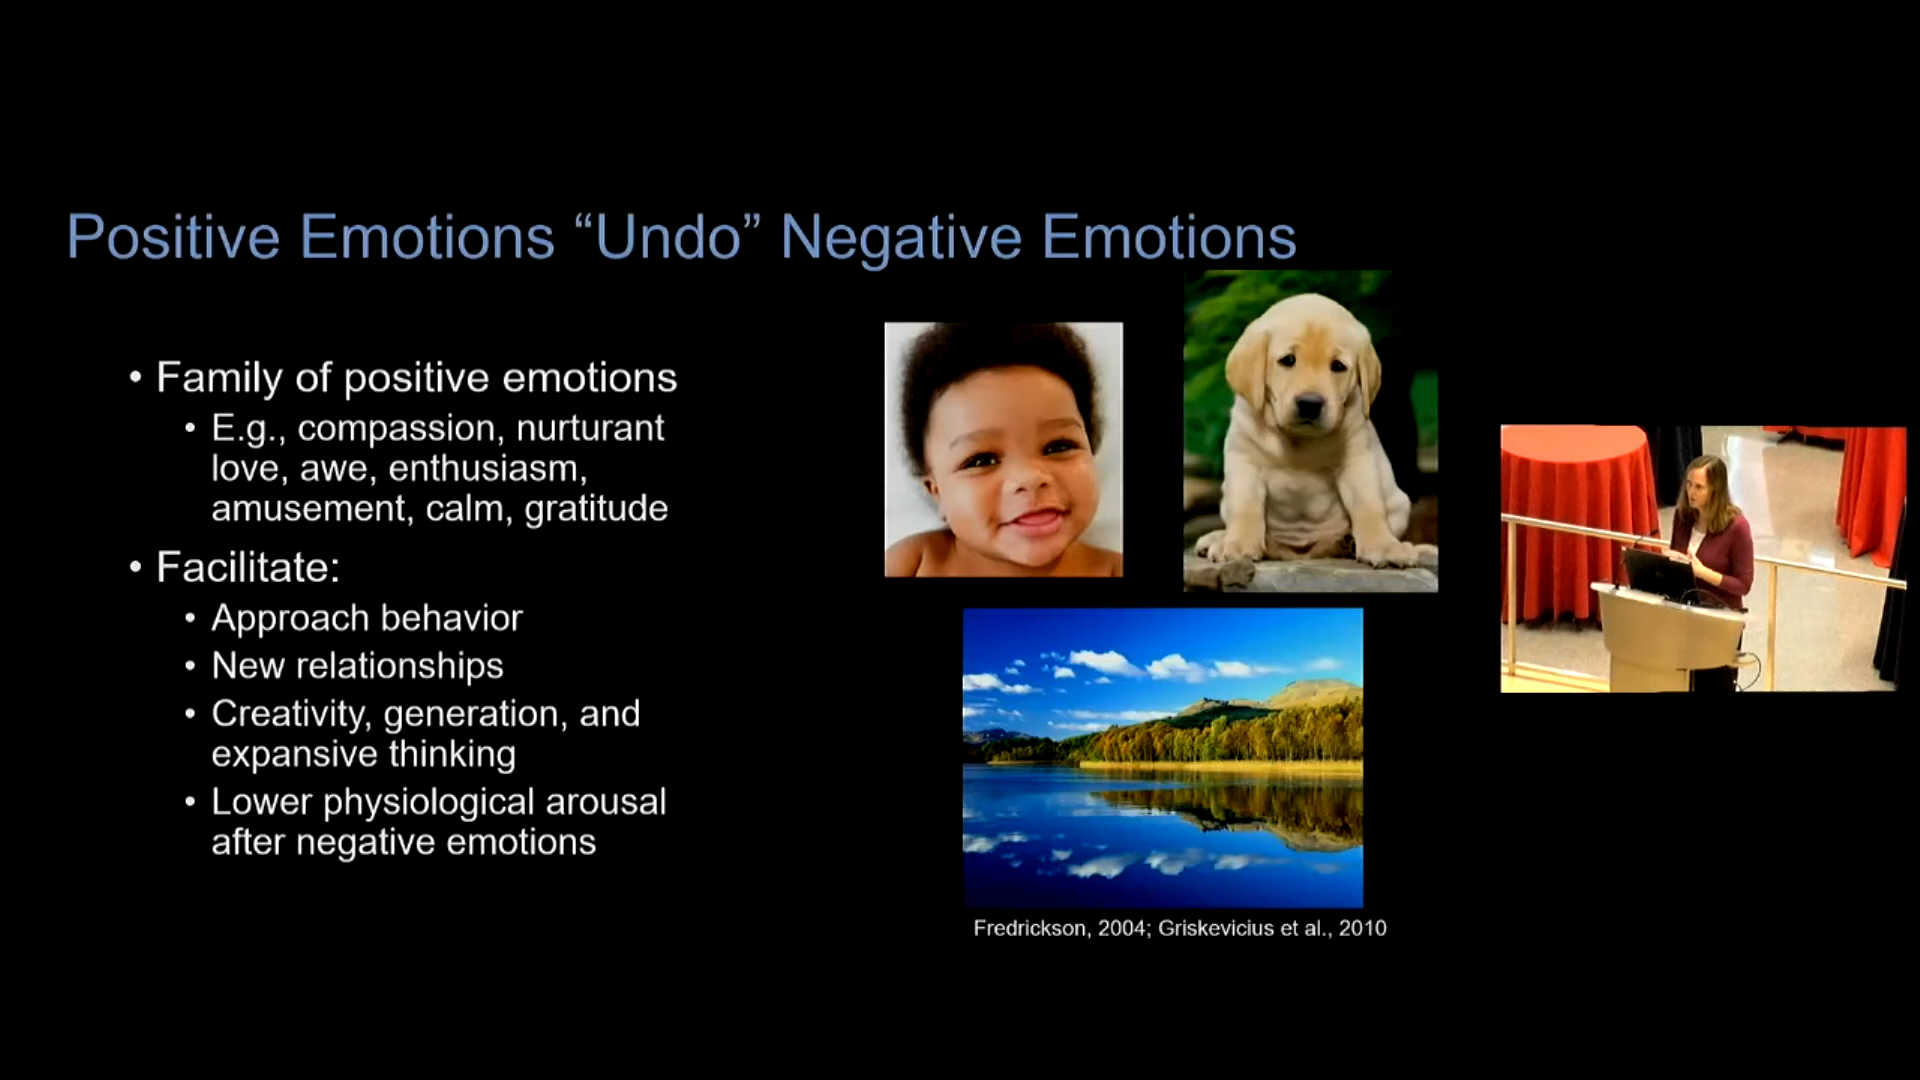 Positive Emotions “Undo” Negative Emotions
• Family of positive emotions
• E.g., compassion, nurturant
love, awe, enthusiasm,
amusement, calm, gratitude
• Facilitate:
• Approach behavior
• New relationships
• Creativity, generation, and
expansive thinking
• Lower physiological arousal
after negative emotions
Fredrickson, 2004; Griskevicius et al., 2010